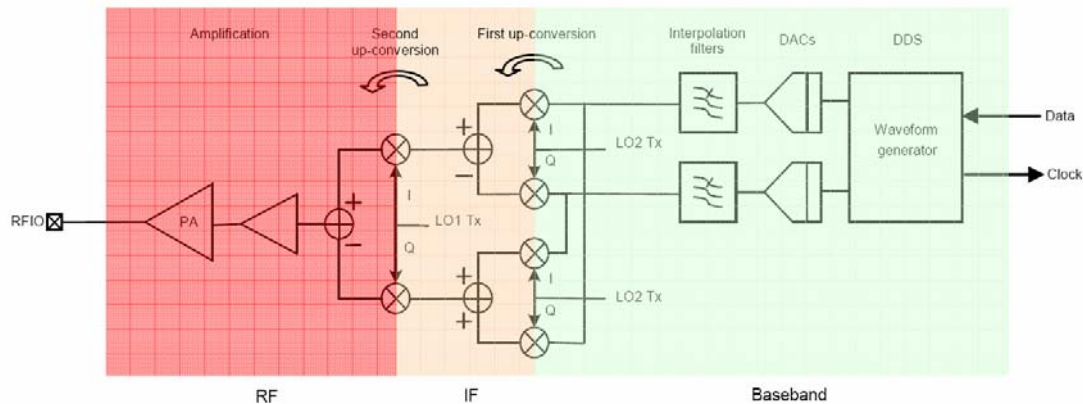 Amplification
Second
up-conversion
First up-conversion
Interpolation
filters
DACs
DDS
I
Q
LO2 Tx
Waveform
generator
Data
Clock
RFIO
PA
I
Q
LO1 Tx
I
Q
LO2 Tx
RF
IF
Baseband